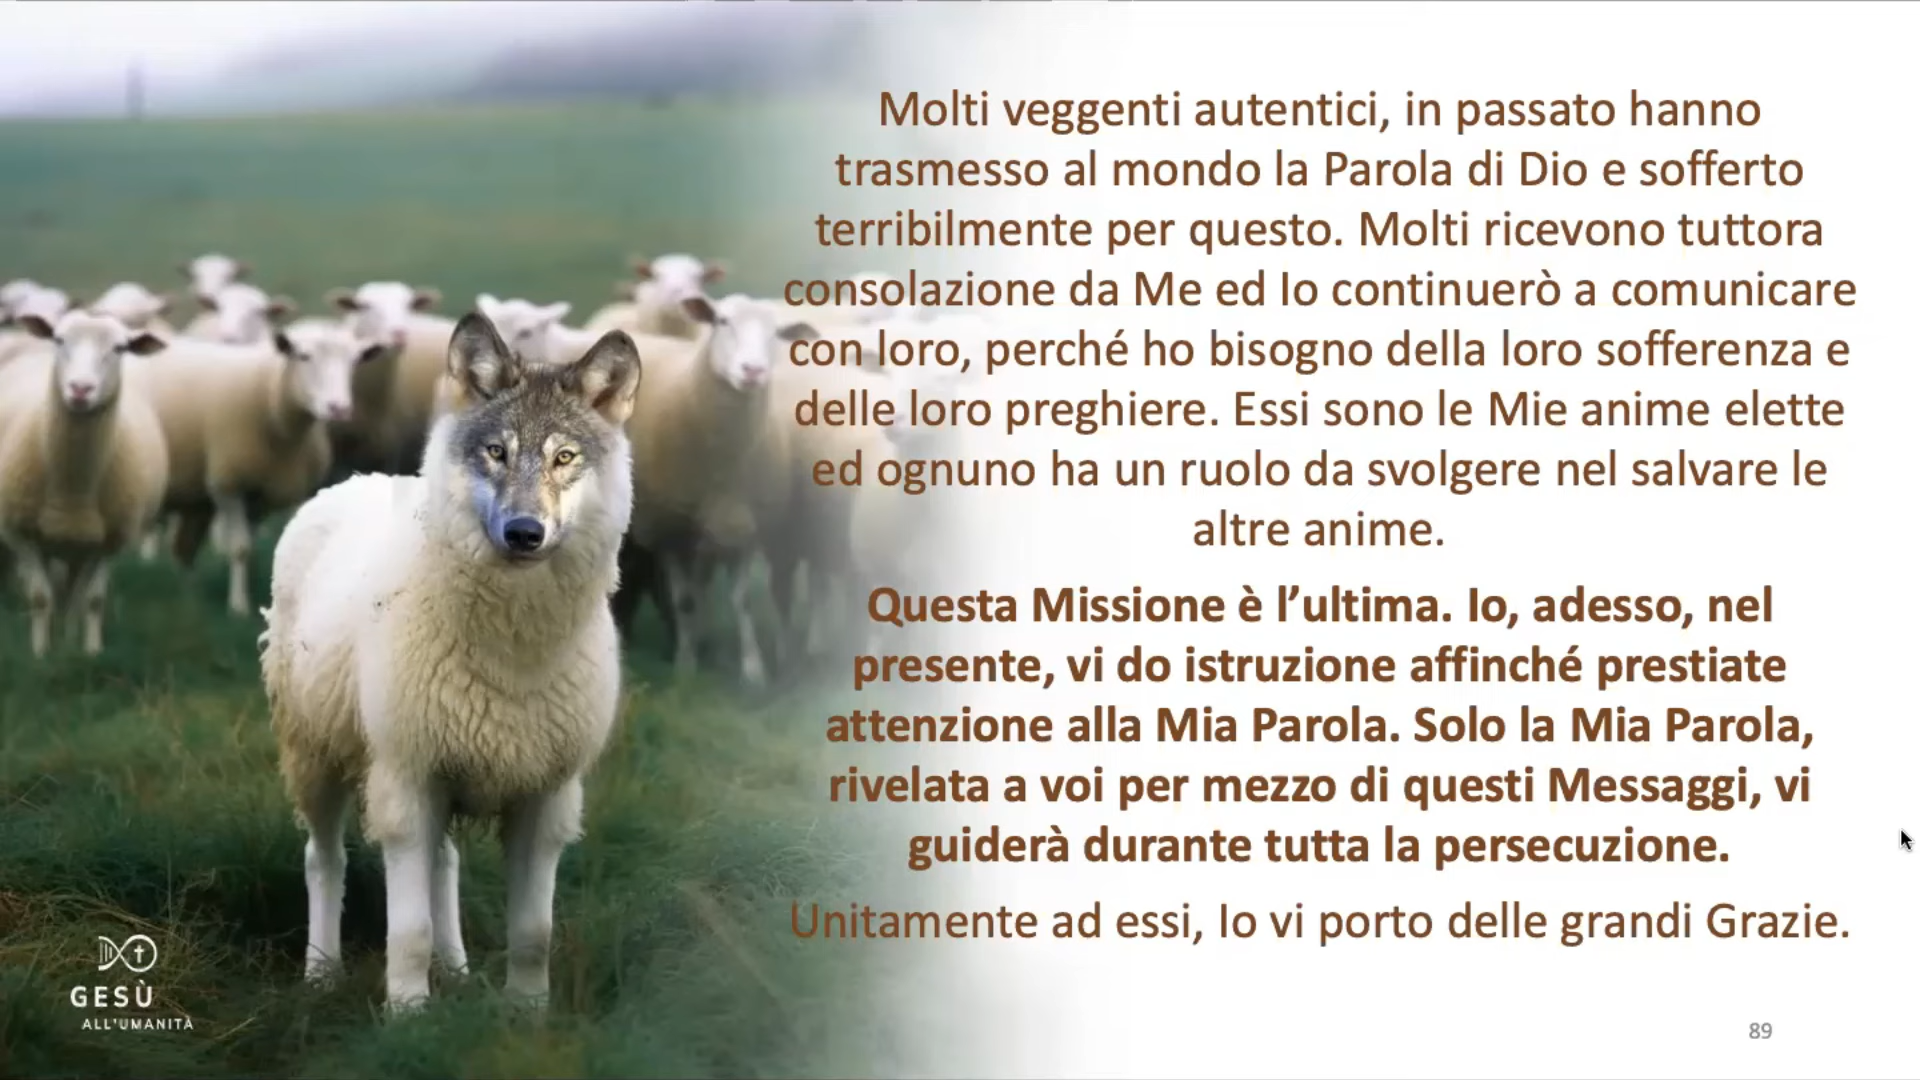 Molti veggenti autentici, in passato hanno
trasmesso al mondo la Parola di Dio e sofferto
terribilmente per questo. Molti ricevono tuttora
consolazione da Me ed Io continuerò a comunicare
con loro, perché ho bisogno della loro sofferenza e
delle loro preghiere. Essi sono le Mie anime elette
ed ognuno ha un ruolo da svolgere nel salvare le
altre anime.
Questa Missione è l’ultima. Io, adesso, nel
presente, vi do istruzione affinché prestiate
attenzione alla Mia Parola. Solo la Mia Parola,
rivelata a voi per mezzo di questi Messaggi, vi
guiderà durante tutta la persecuzione.
Unitamente ad essi, Io vi porto delle grandi Grazie.
GESÙ
ALL'UMANITÀ
89